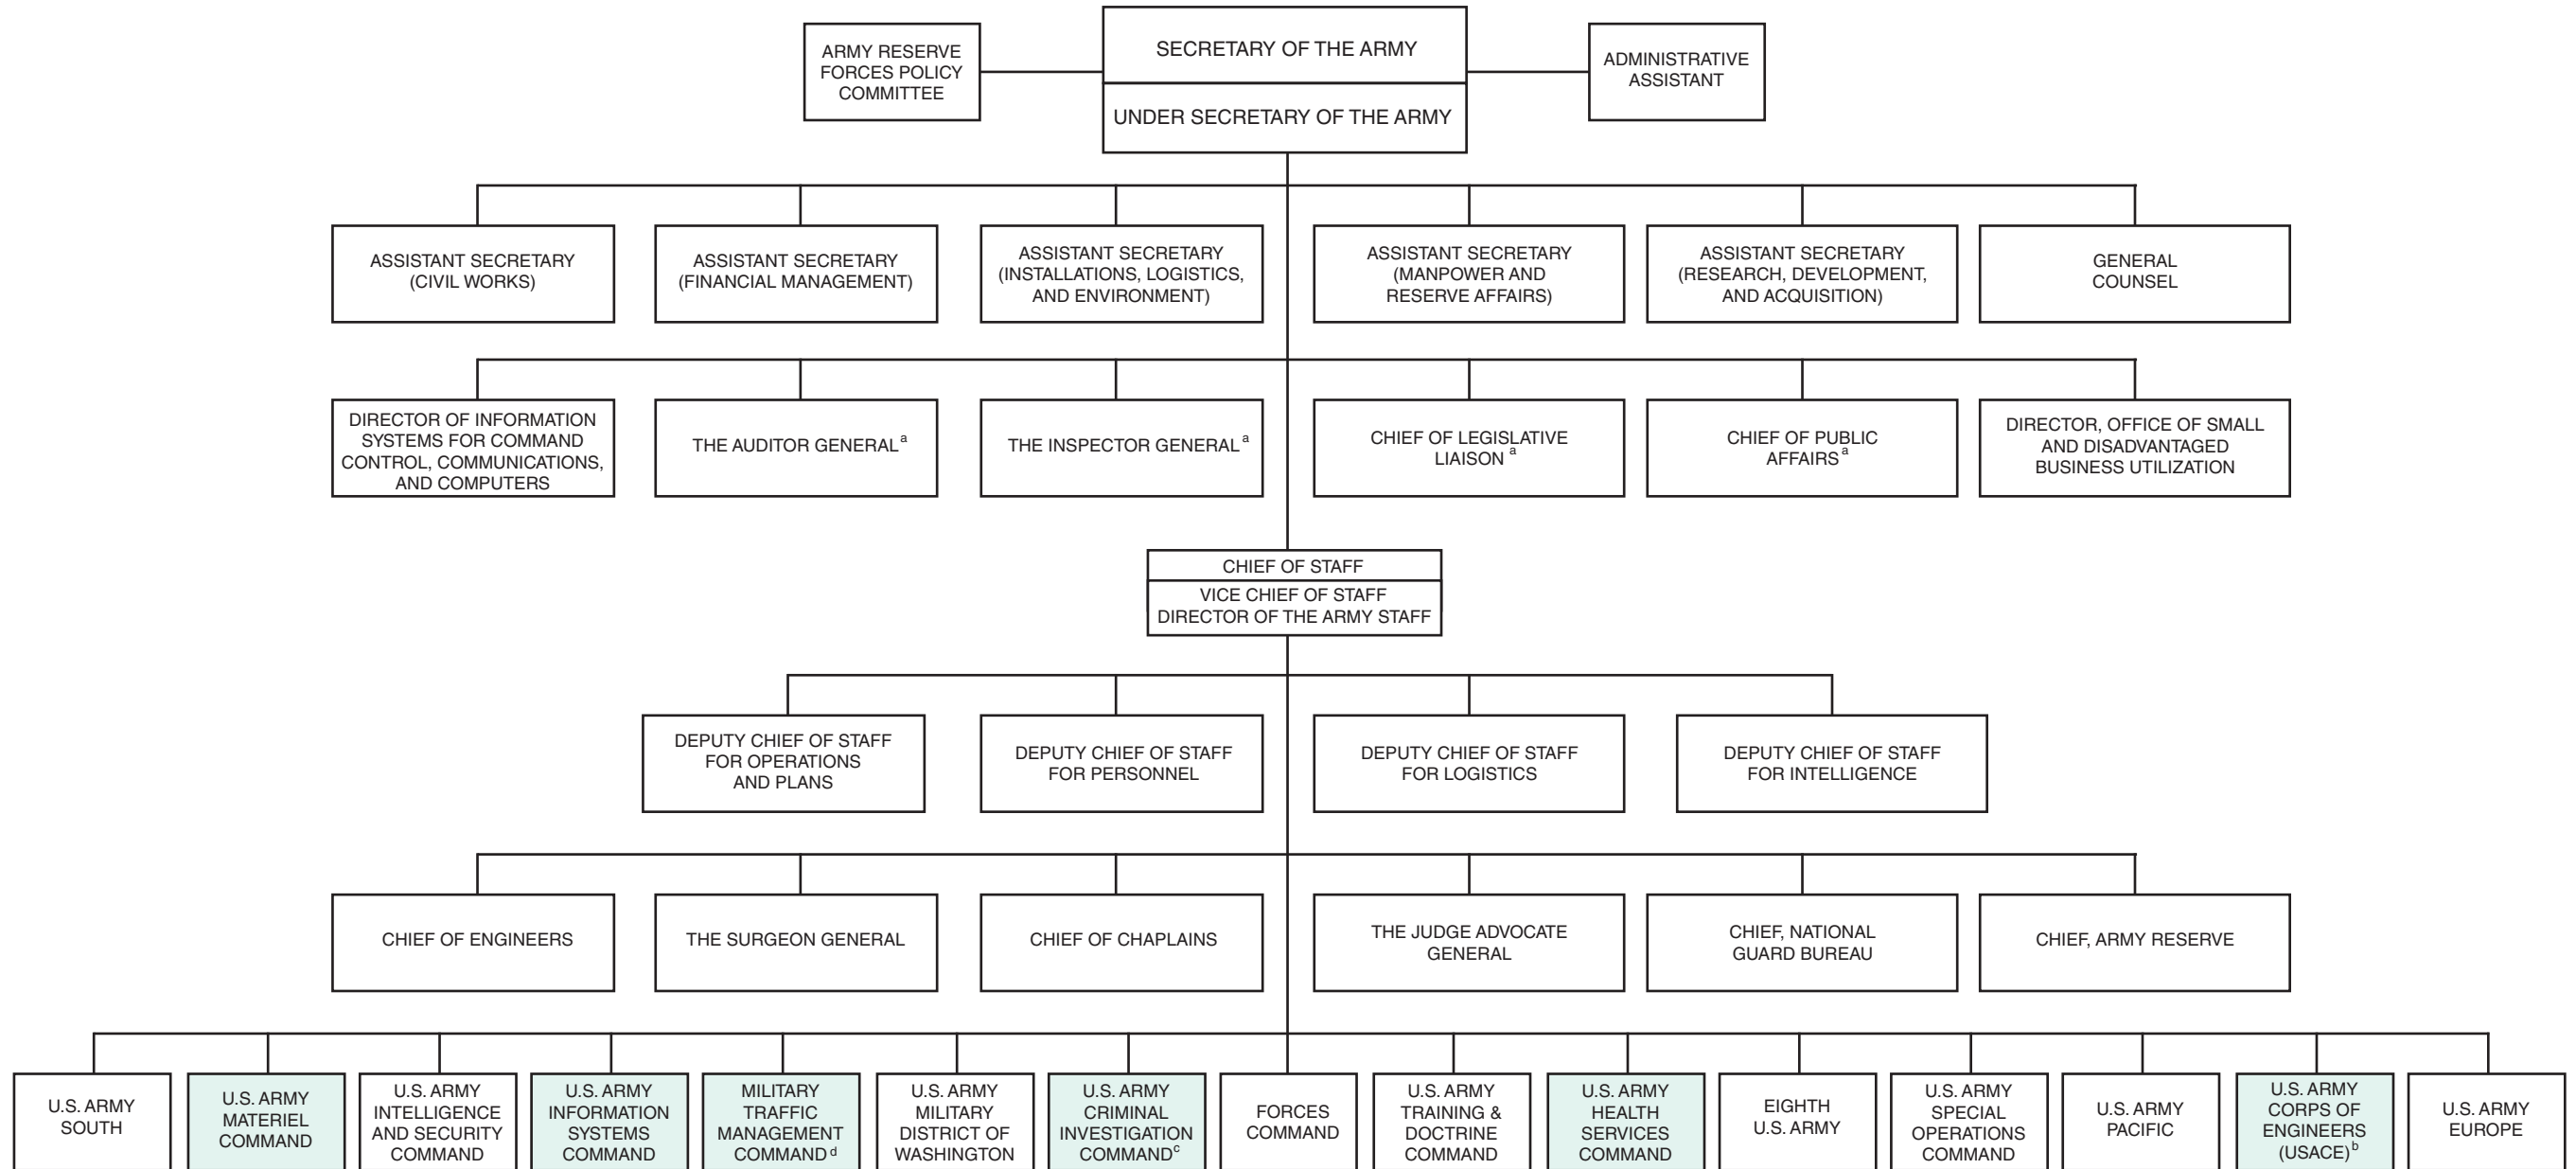 ARMY RESERVE
FORCES POLICY
COMMITTEE
SECRETARY OF THE ARMY
UNDER SECRETARY OF THE ARMY
ADMINISTRATIVE
ASSISTANT
ASSISTANT SECRETARY
(CIVIL WORKS)
ASSISTANT SECRETARY
(FINANCIAL MANAGEMENT)
ASSISTANT SECRETARY
(INSTALLATIONS, LOGISTICS,
AND ENVIRONMENT)
ASSISTANT SECRETARY
(MANPOWER AND
RESERVE AFFAIRS)
ASSISTANT SECRETARY
(RESEARCH, DEVELOPMENT,
AND ACQUISITION)
GENERAL
COUNSEL
DIRECTOR OF INFORMATION
SYSTEMS FOR COMMAND
CONTROL, COMMUNICATIONS,
AND COMPUTERS
THE AUDITOR GENERAL a
THE INSPECTOR GENERAL a
CHIEF OF LEGISLATIVE
LIAISON a
CHIEF OF PUBLIC
AFFAIRS a
DIRECTOR, OFFICE OF SMALL
AND DISADVANTAGED
BUSINESS UTILIZATION
CHIEF OF STAFF
VICE CHIEF OF STAFF
DIRECTOR OF THE ARMY STAFF
DEPUTY CHIEF OF STAFF
FOR OPERATIONS
AND PLANS
DEPUTY CHIEF OF STAFF
FOR PERSONNEL
DEPUTY CHIEF OF STAFF
FOR LOGISTICS
DEPUTY CHIEF OF STAFF
FOR INTELLIGENCE
CHIEF OF ENGINEERS
THE SURGEON GENERAL
CHIEF OF CHAPLAINS
THE JUDGE ADVOCATE
GENERAL
CHIEF, NATIONAL
GUARD BUREAU
CHIEF, ARMY RESERVE
U.S. ARMY
SOUTH
U.S. ARMY
MATERIEL
COMMAND
U.S. ARMY
INTELLIGENCE
AND SECURITY
COMMAND
U.S. ARMY
INFORMATION
SYSTEMS
COMMAND
MILITARY
TRAFFIC
MANAGEMENT
COMMAND d
U.S. ARMY
MILITARY
DISTRICT OF
WASHINGTON
U.S. ARMY
CRIMINAL
INVESTIGATION
COMMAND c
FORCES
COMMAND
U.S. ARMY
TRAINING &
DOCTRINE
COMMAND
U.S. ARMY
HEALTH
SERVICES
COMMAND
EIGHTH
U.S. ARMY
U.S. ARMY
SPECIAL
OPERATIONS
COMMAND
U.S. ARMY
PACIFIC
U.S. ARMY
CORPS OF
ENGINEERS
(USACE) b
U.S. ARMY
EUROPE